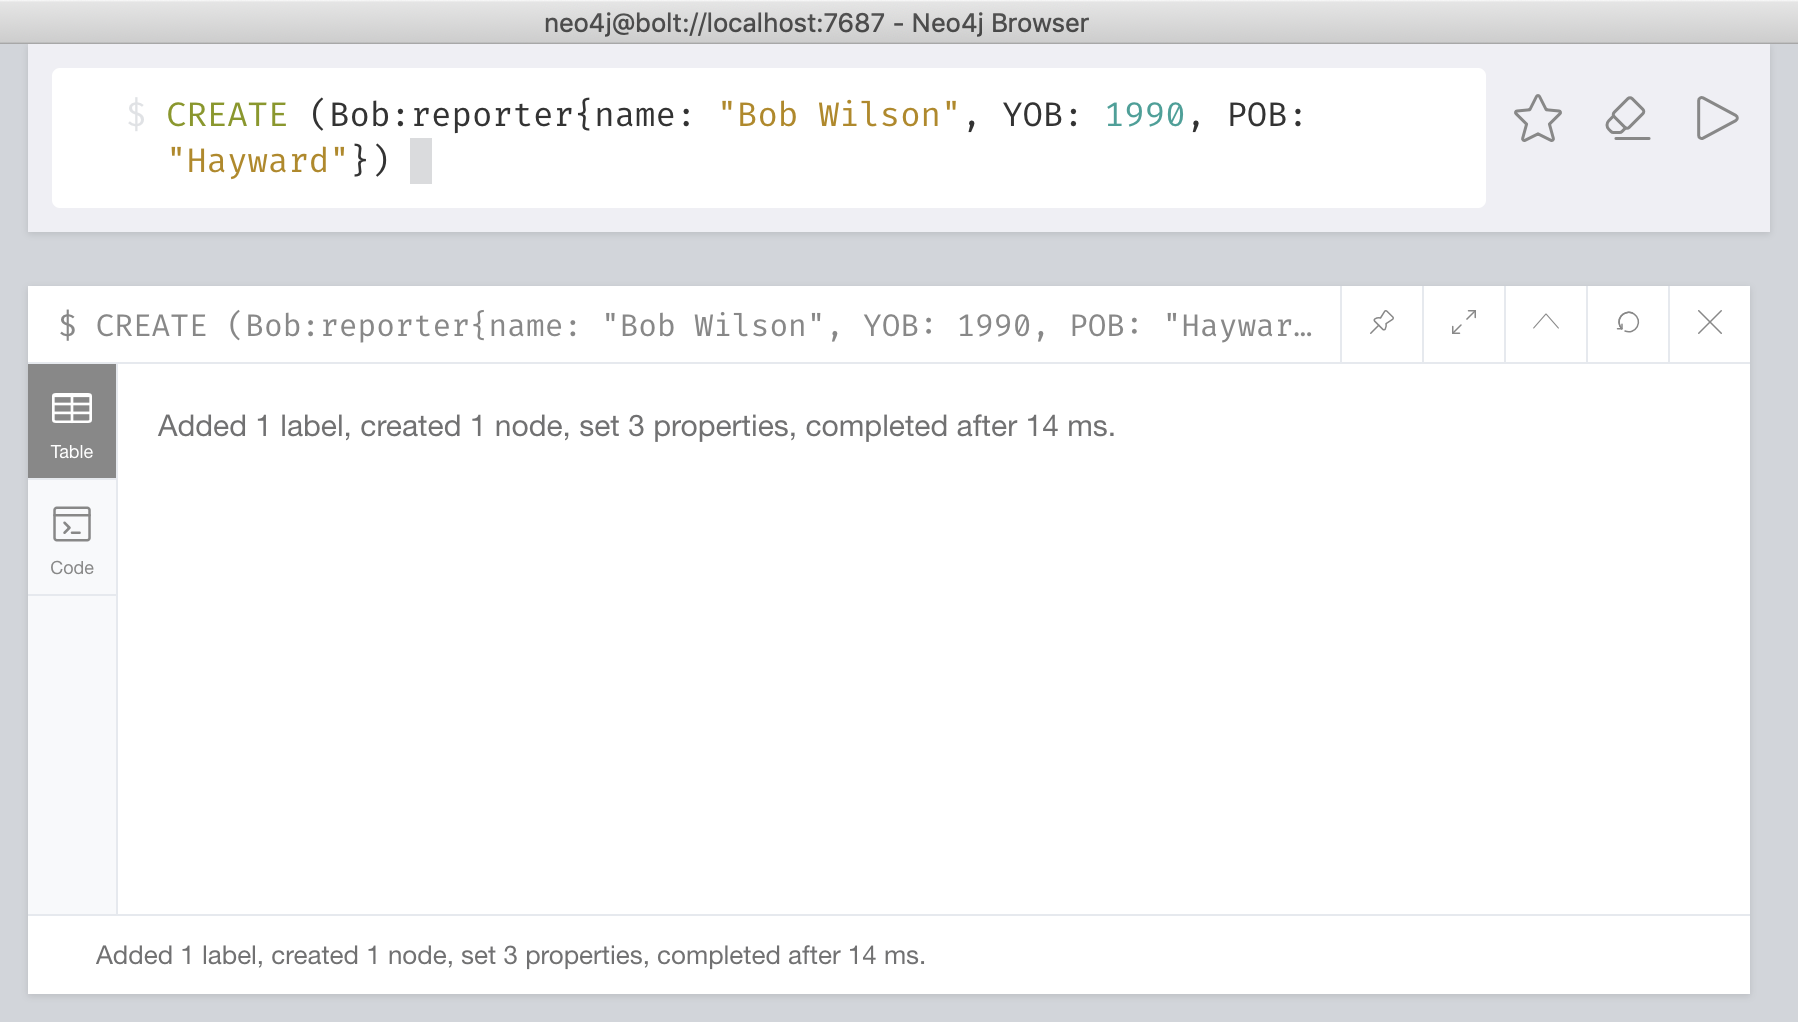 neo4j@bolt://localhost:7687 - Neo4j Browser
$ CREATE (Bob:reporter{name: "Bob Wilson", YOB: 1990, POB:
"Hayward"})
$ CREATE (Bob:reporter{name: "Bob Wilson", YOB: 1990, POB: "Haywar…
Table
Added 1 label, created 1 node, set 3 properties, completed after 14 ms.
Code
Added 1 label, created 1 node, set 3 properties, completed after 14 ms.